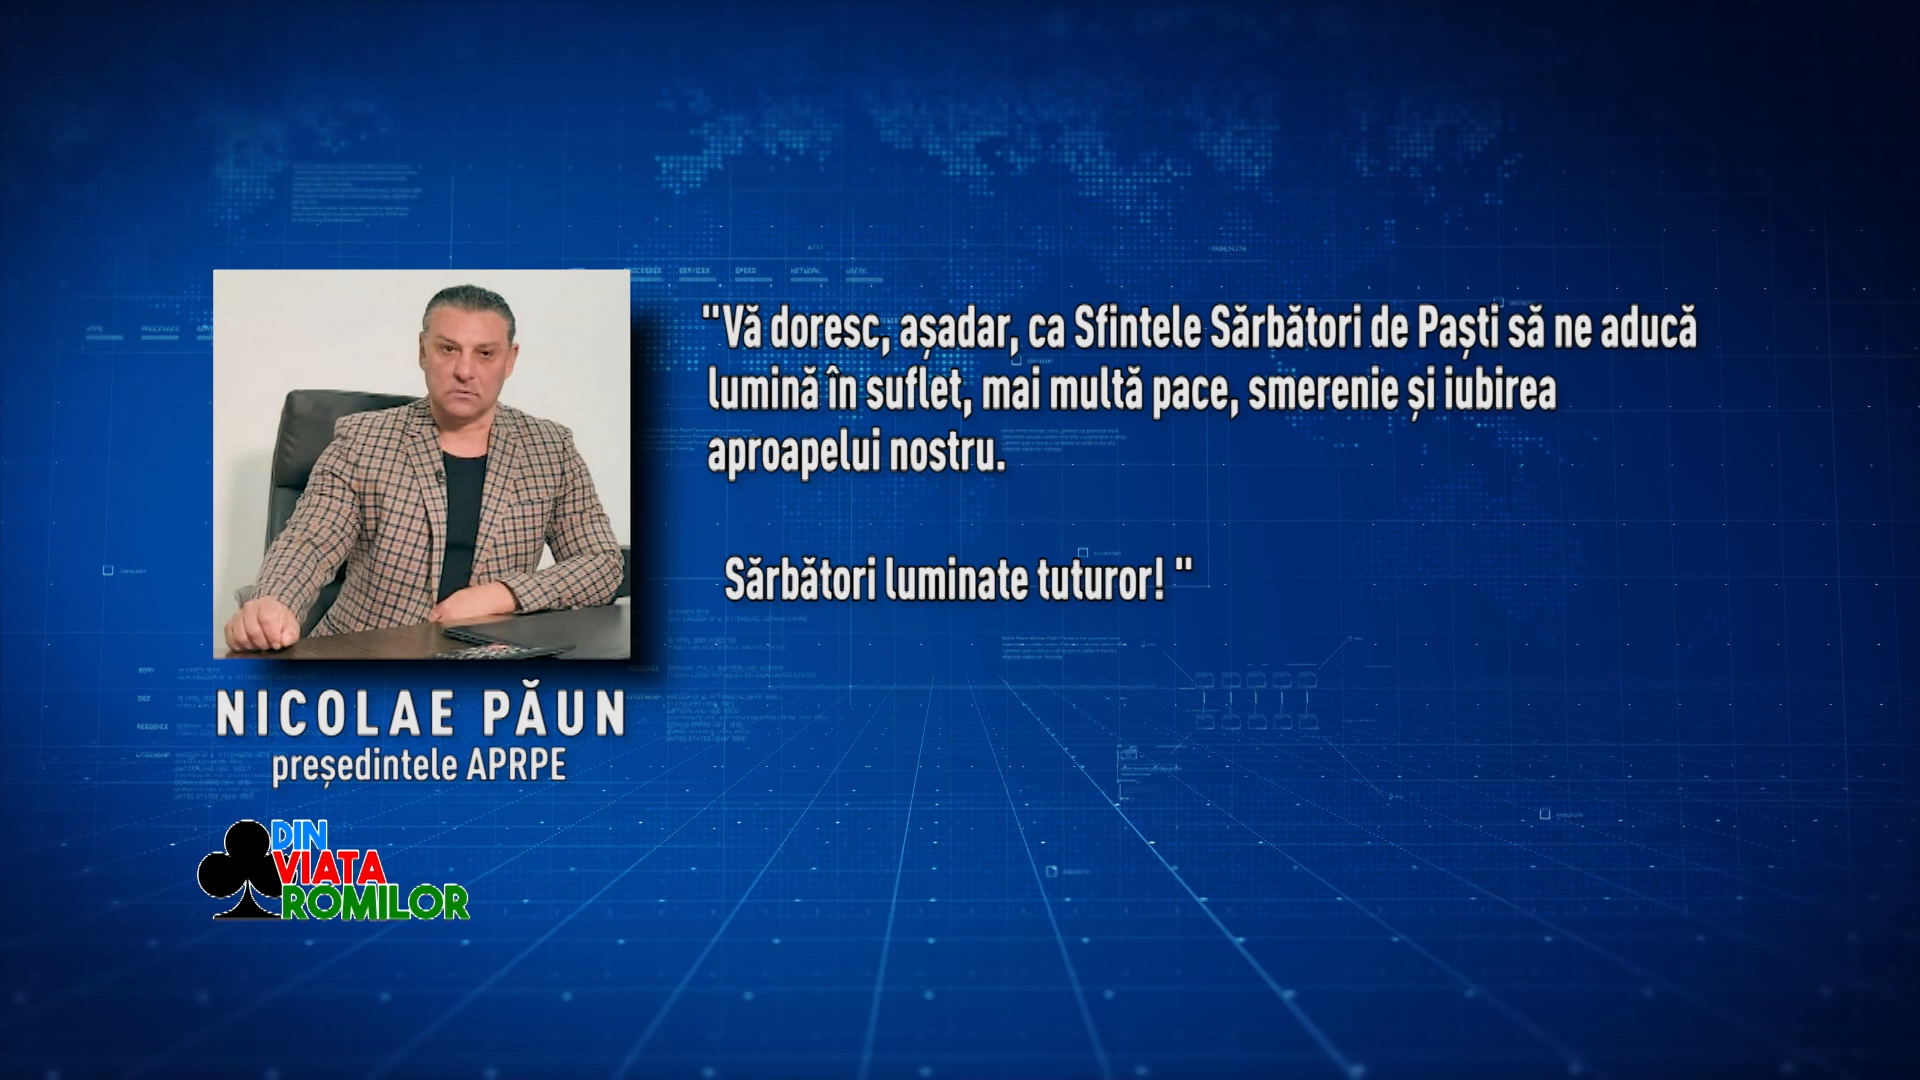 "Vă doresc, așadar, ca Sfintele Sărbători de Paști să ne aducă
lumină în suflet, mai multă pace, smerenie și iubirea
aproapelui nostru.
Sărbători luminate tuturor! "
NICOLAE PĂUN
președintele APRPE
DIN
VIATA
ROMILOR